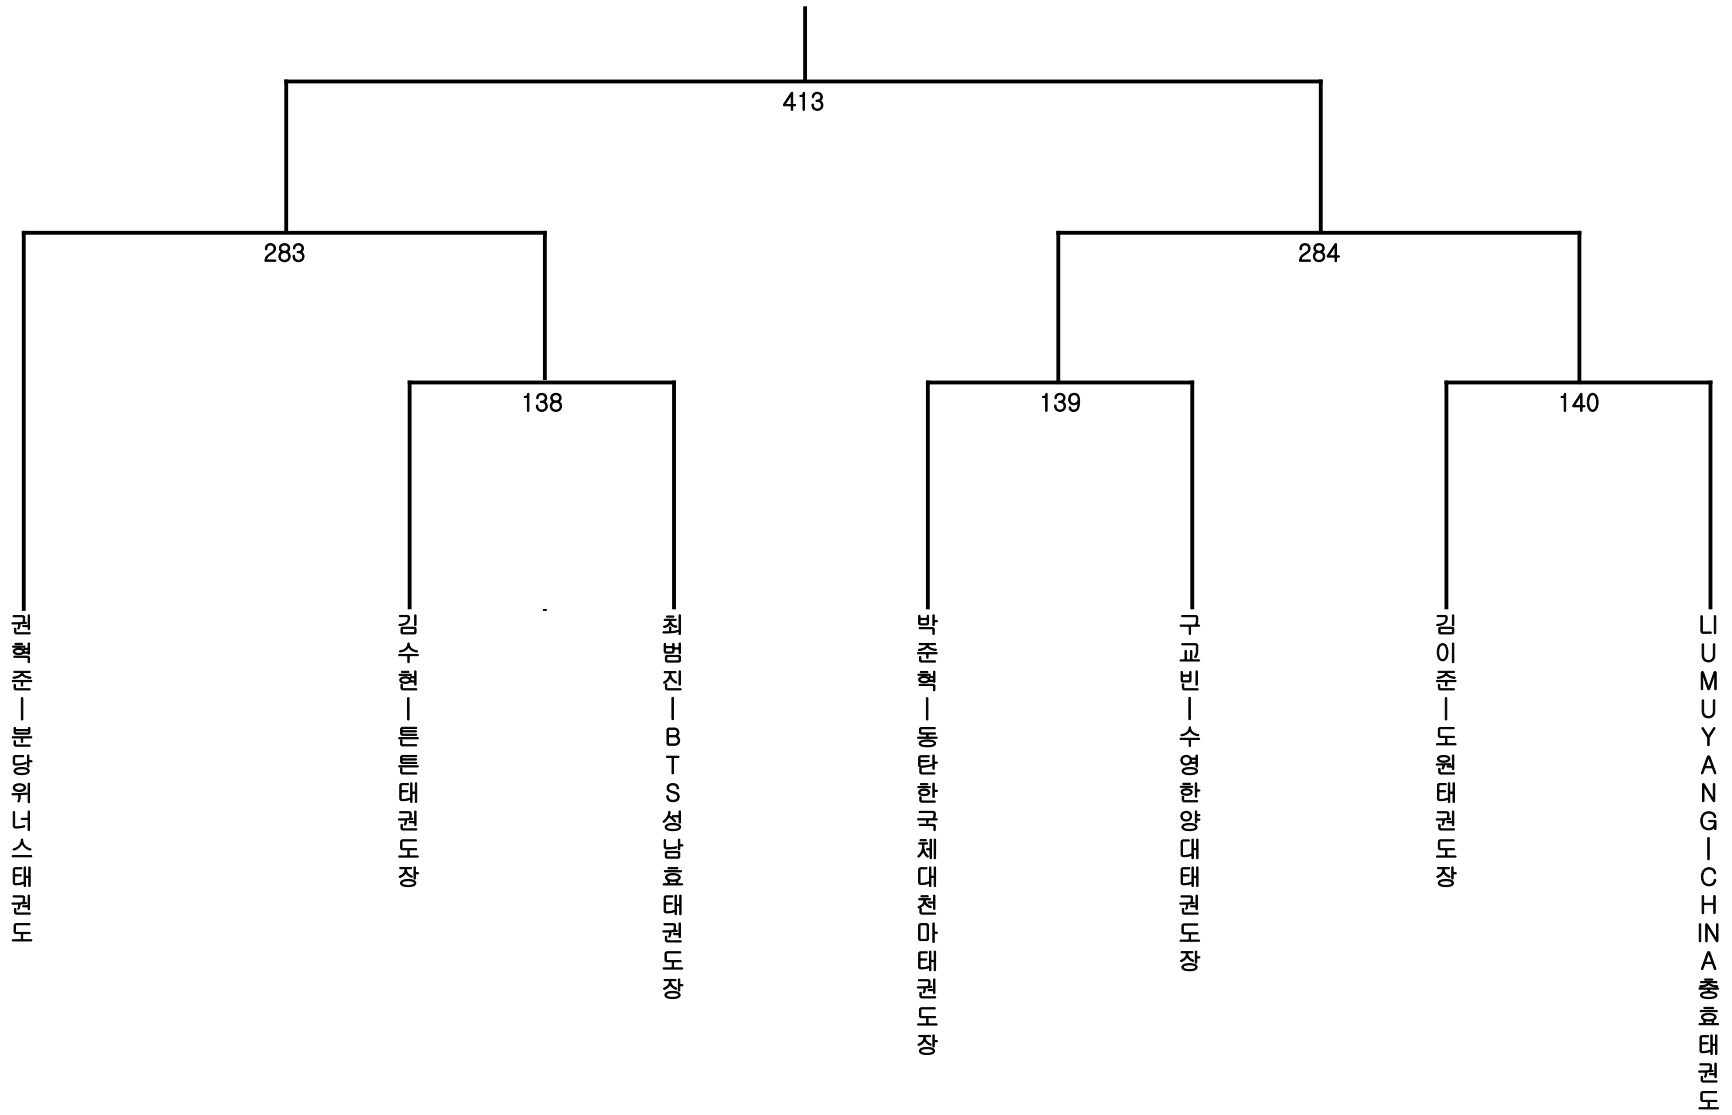 413
283
284
138
139
140
권혁준-분당위너스태권도
김수현-튼튼태권도장
최범진-BTS성남효태권도장
박준혁-동탄한국체대천마태권도장
구교빈-수영한양대태권도장
김이준-도원태권도장
LIUMUYANG-CHINA충효태권도